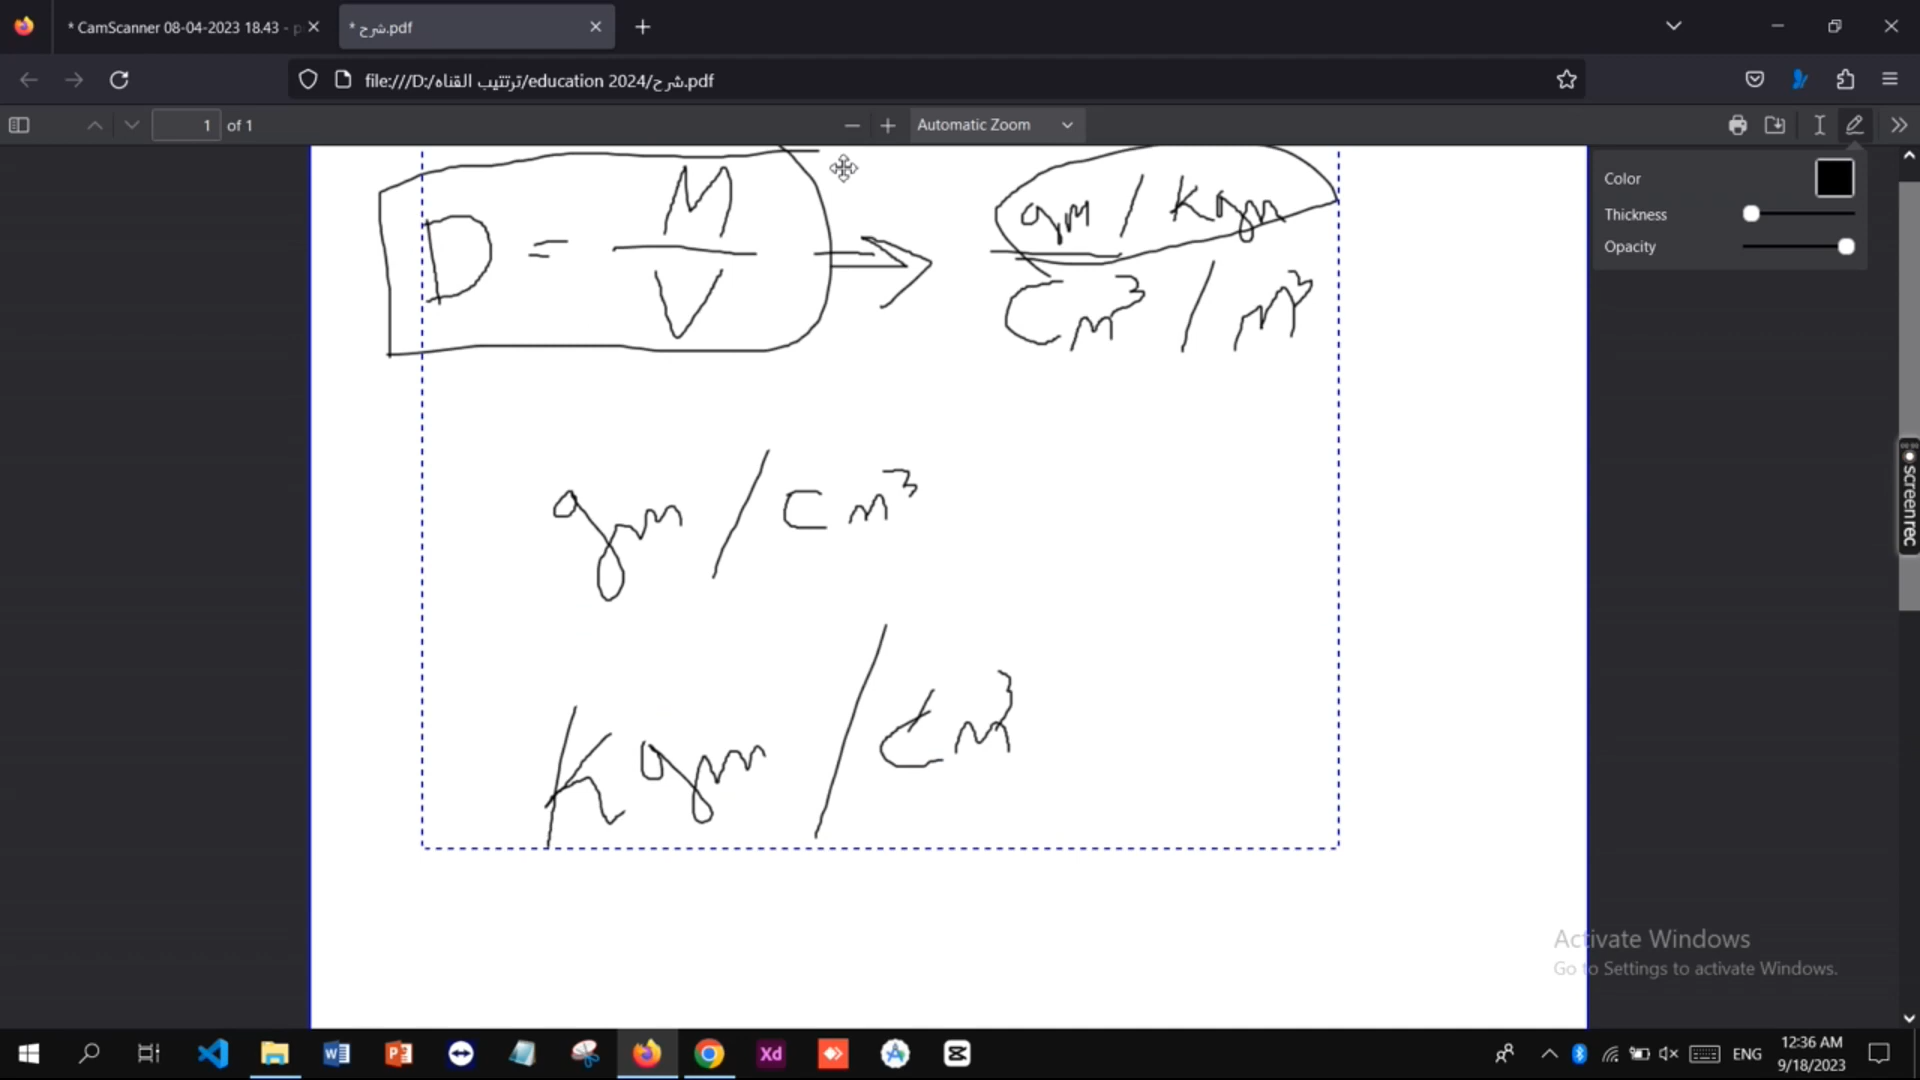 * CamScanner 08-04-2023 18.43 - p
* شرح.pdf
file:///D:/ترتتيب القناه/education 2024/شرح.pdf
1 of 1
Automatic Zoom
Color
Thickness
Opacity
D = M / V
gm / Kgm
Cm³ / m³
gm / Cm³
Kgm / Cm³
screenrec
Activate Windows
Go to Settings to activate Windows.
ENG
12:36 AM
9/18/2023